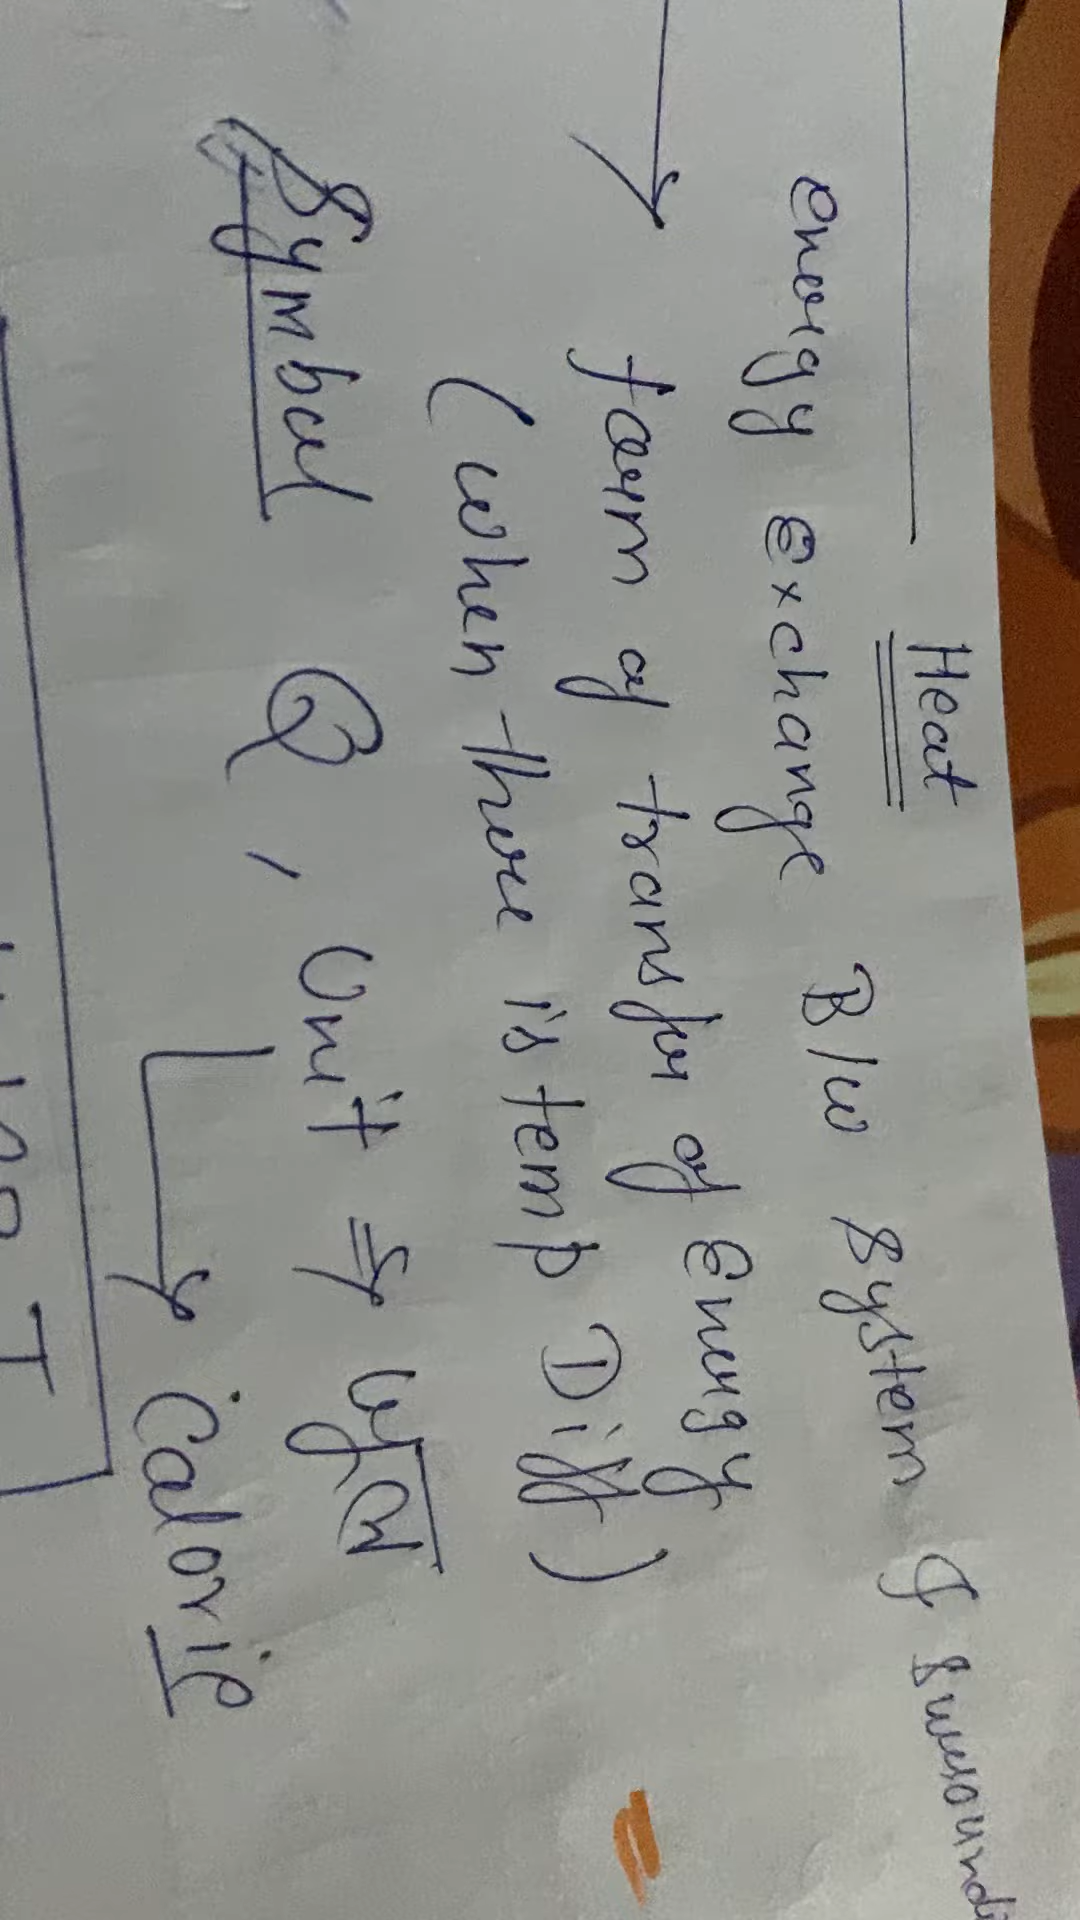 Heat
energy exchange B/w system & surroundi
form of transfer of Energy
(when there is temp Diff)
Symbol Q, Unit ⇒
Calorie